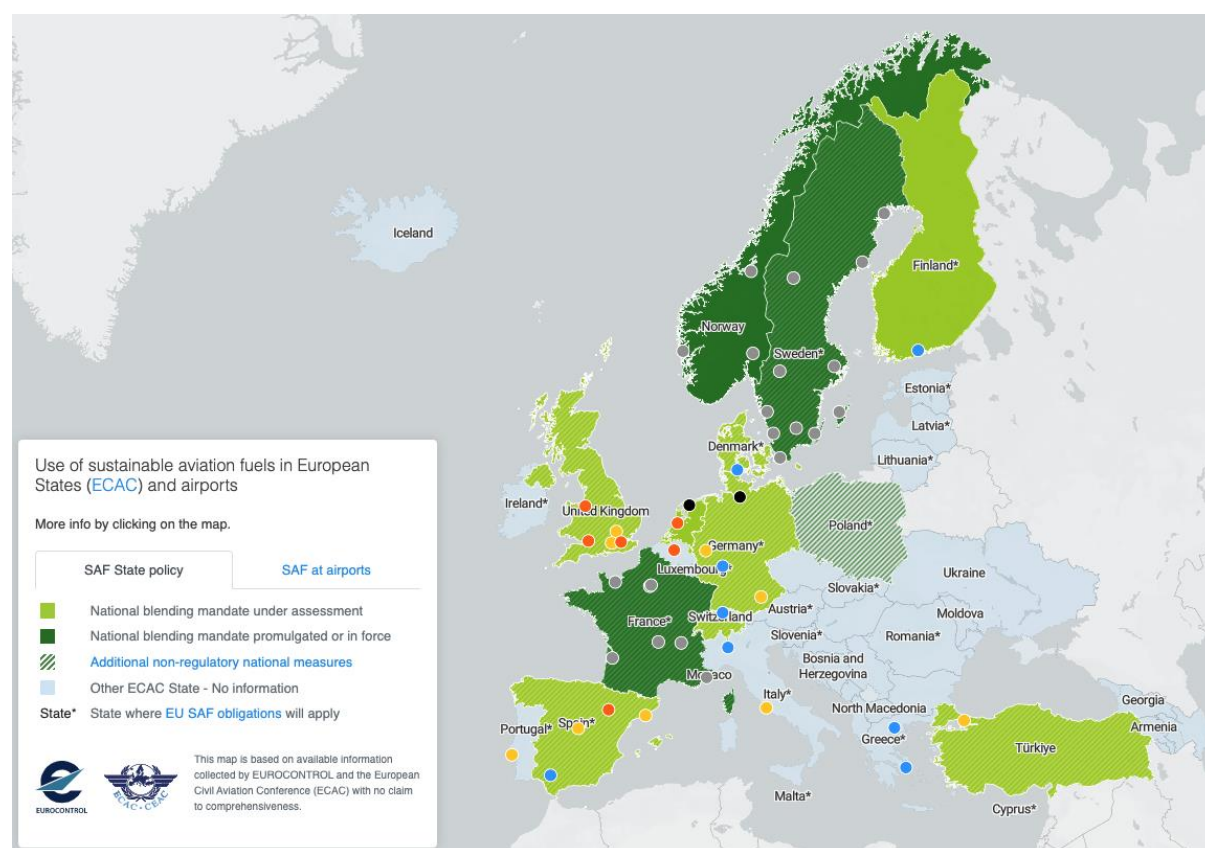 Iceland
Finland*
Norway
Sweden*
Estonia*
Latvia*
Denmark*
Lithuania*
Ireland*
United Kingdom
Poland*
Germany*
Luxembourg*
Ukraine
Slovakia*
Austria*
Moldova
Switzerland
France*
Slovenia*
Romania*
Bosnia and
Herzegovina
Monaco
Italy*
North Macedonia
Georgia
Armenia
Portugal*
Spain*
Greece*
Türkiye
Malta*
Cyprus*
Use of sustainable aviation fuels in European
States (ECAC) and airports
More info by clicking on the map.
SAF State policy
SAF at airports
National blending mandate under assessment
National blending mandate promulgated or in force
Additional non-regulatory national measures
Other ECAC State - No information
State* State where EU SAF obligations will apply
EUROCONTROL
ECAC • CEAC
This map is based on available information
collected by EUROCONTROL and the European
Civil Aviation Conference (ECAC) with no claim
to comprehensiveness.